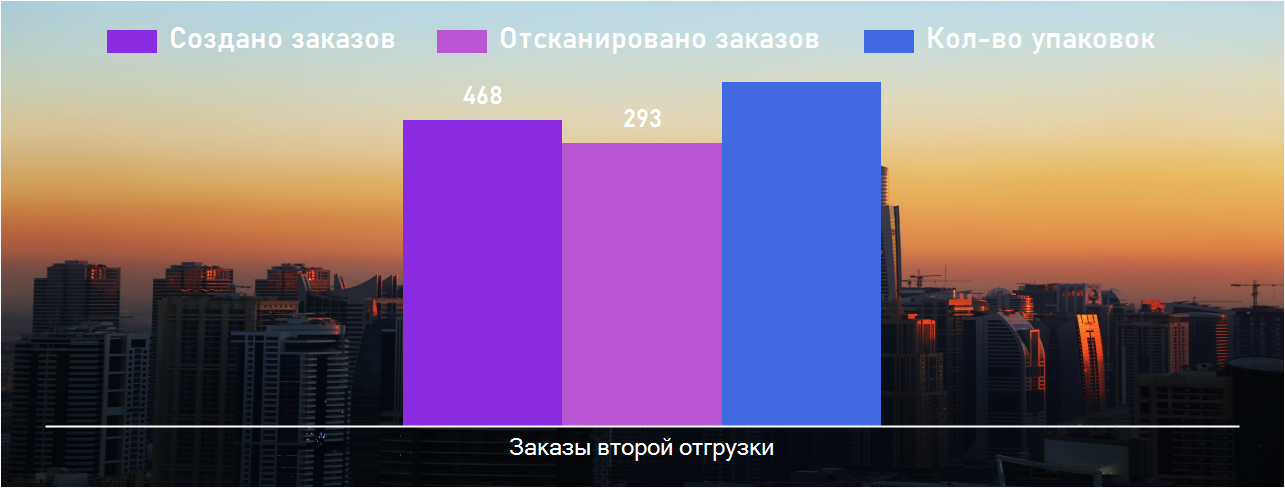 Создано заказов Отсканировано заказов Кол-во упаковок
468
293
Заказы второй отгрузки